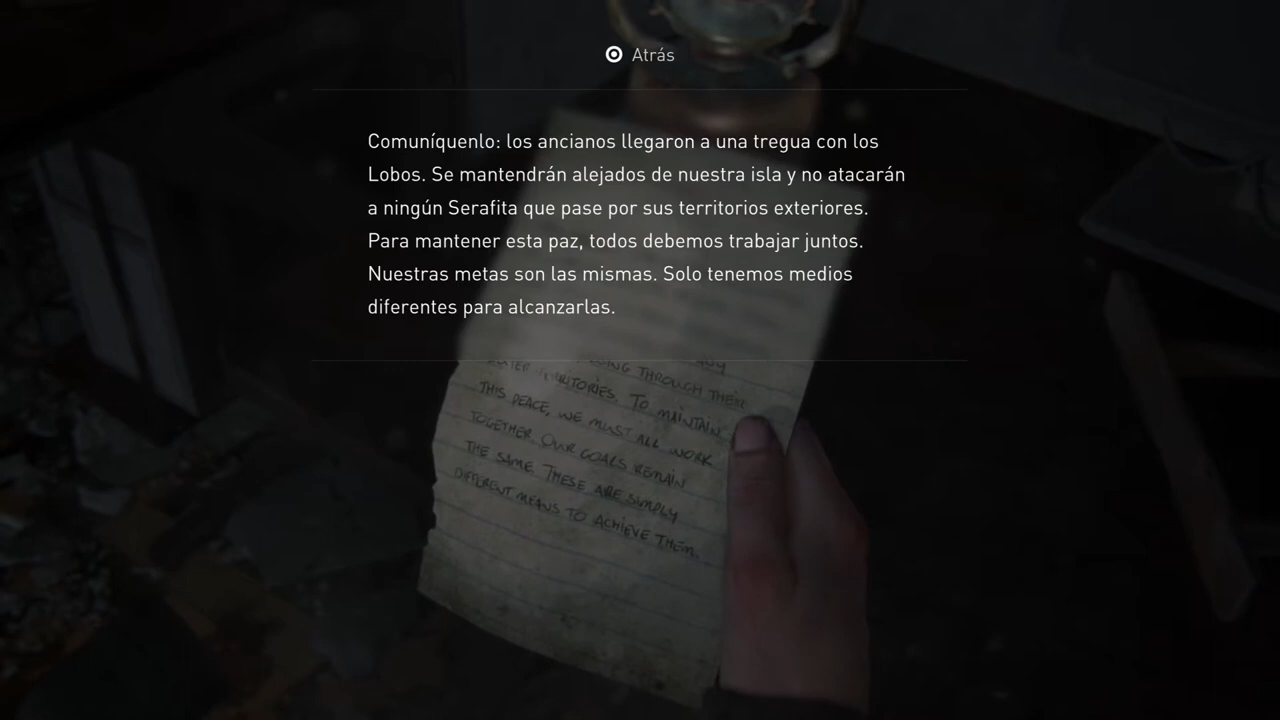 Atrás
Comuníquenlo: los ancianos llegaron a una tregua con los
Lobos. Se mantendrán alejados de nuestra isla y no atacarán
a ningún Serafita que pase por sus territorios exteriores.
Para mantener esta paz, todos debemos trabajar juntos.
Nuestras metas son las mismas. Solo tenemos medios
diferentes para alcanzarlas.
THROUGH THEIR
TERRITORIES. TO MAINTAIN
THIS PEACE, WE MUST ALL WORK
TOGETHER. OUR GOALS REMAIN
THE SAME. THESE ARE SIMPLY
DIFFERENT MEANS TO ACHIEVE THEM.